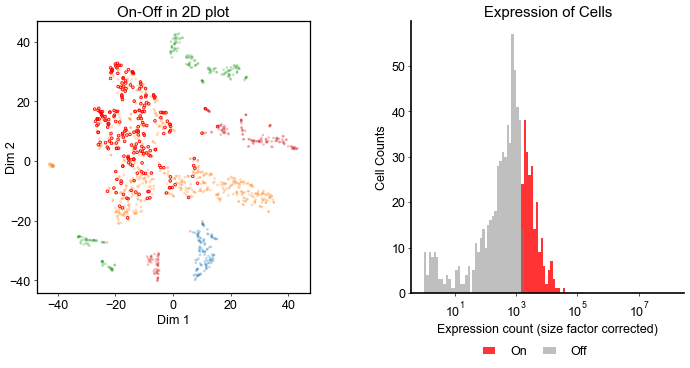 On-Off in 2D plot
40
20
0
−20
−40
Dim 2
−40 −20 0 20 40
Dim 1
Expression of Cells
50
40
30
20
10
0
Cell Counts
10^1 10^3 10^5 10^7
Expression count (size factor corrected)
On Off